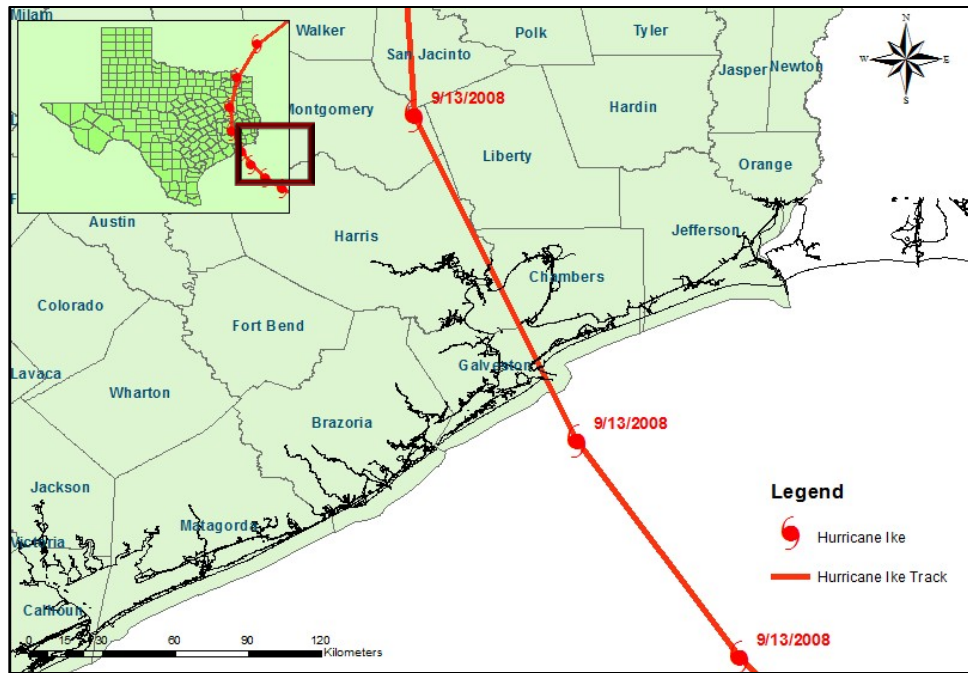 Milam
Walker
Polk
Tyler
San Jacinto
Jasper
Newton
N
W
E
S
Montgomery
9/13/2008
Hardin
Liberty
Orange
Austin
Harris
Jefferson
Chambers
Colorado
Fort Bend
Galveston
Lavaca
Wharton
Brazoria
9/13/2008
Jackson
Matagorda
Victoria
Calhoun
Legend
Hurricane Ike
Hurricane Ike Track
9/13/2008
0 15 30 60 90 120
Kilometers